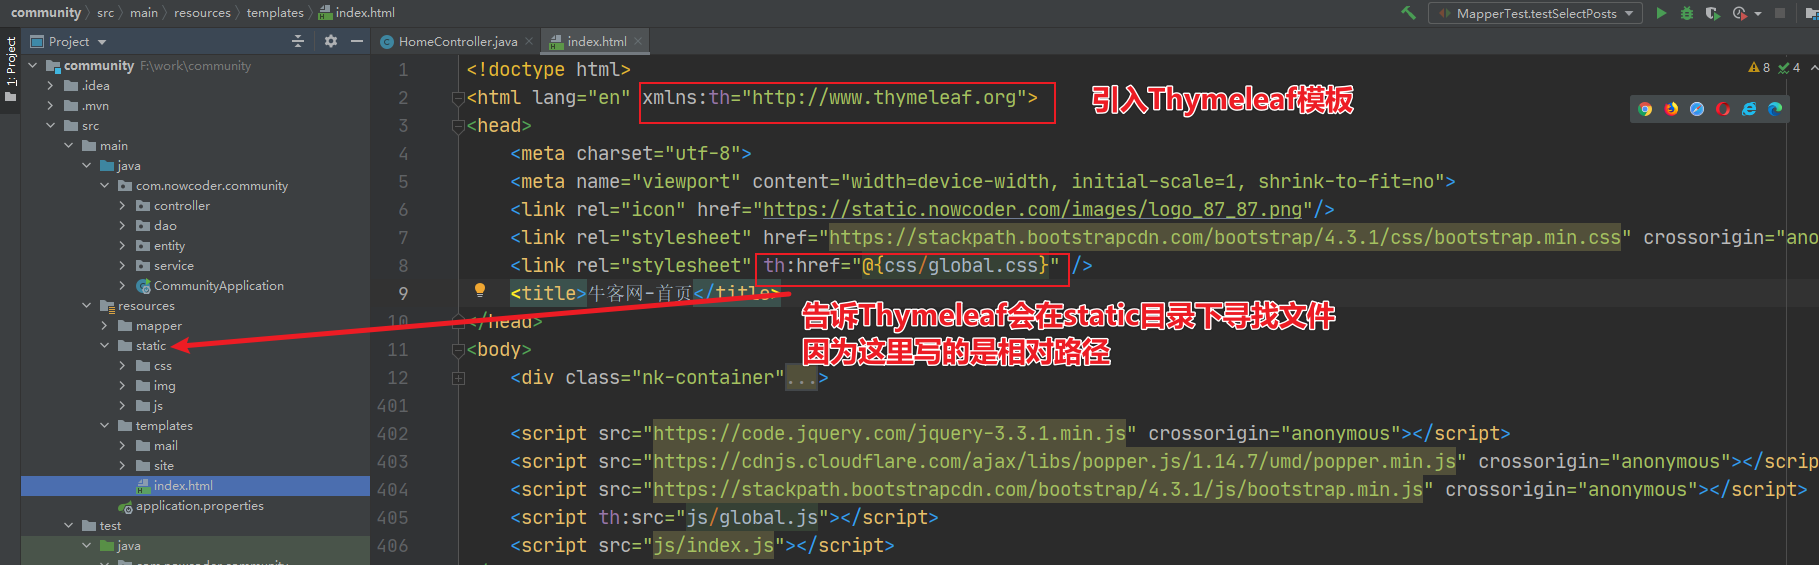 community > src > main > resources > templates > index.html
MapperTest.testSelectPosts
1: Project
Project
community F:\work\community
.idea
.mvn
src
main
java
com.nowcoder.community
controller
dao
entity
service
CommunityApplication
resources
mapper
static
css
img
js
templates
mail
site
index.html
application.properties
test
java
HomeController.java
index.html
8 4
1 <!doctype html>
2 <html lang="en" xmlns:th="http://www.thymeleaf.org">
引入Thymeleaf模板
3 <head>
4 <meta charset="utf-8">
5 <meta name="viewport" content="width=device-width, initial-scale=1, shrink-to-fit=no">
6 <link rel="icon" href="https://static.nowcoder.com/images/logo_87_87.png"/>
7 <link rel="stylesheet" href="https://stackpath.bootstrapcdn.com/bootstrap/4.3.1/css/bootstrap.min.css" crossorigin="ano
8 <link rel="stylesheet" th:href="@{css/global.css}" />
9 <title>牛客网-首页</title>
10 </head>
告诉Thymeleaf会在static目录下寻找文件
因为这里写的是相对路径
11 <body>
12 <div class="nk-container"...>
401
402 <script src="https://code.jquery.com/jquery-3.3.1.min.js" crossorigin="anonymous"></script>
403 <script src="https://cdnjs.cloudflare.com/ajax/libs/popper.js/1.14.7/umd/popper.min.js" crossorigin="anonymous"></scrip
404 <script src="https://stackpath.bootstrapcdn.com/bootstrap/4.3.1/js/bootstrap.min.js" crossorigin="anonymous"></script>
405 <script th:src="js/global.js"></script>
406 <script src="js/index.js"></script>